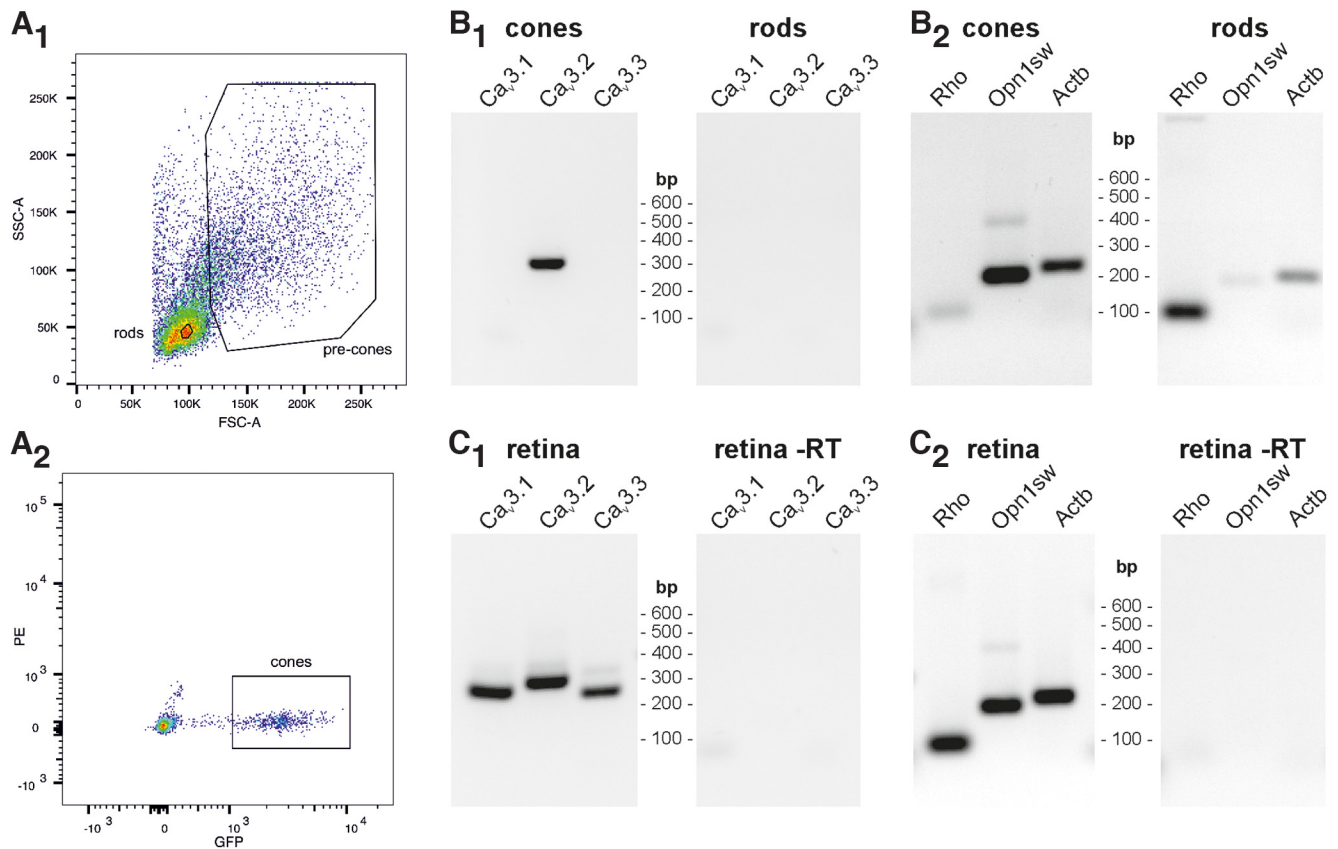 A1
250K
200K
150K
100K
50K
0
SSC-A
rods
pre-cones
0 50K 100K 150K 200K 250K
FSC-A
B1 cones rods
Cav3.1 Cav3.2 Cav3.3 Cav3.1 Cav3.2 Cav3.3
bp
- 600 -
- 500 -
- 400 -
- 300 -
- 200 -
- 100 -
B2 cones rods
Rho Opn1sw Actb Rho Opn1sw Actb
bp
- 600 -
- 500 -
- 400 -
- 300 -
- 200 -
- 100 -
A2
10 5
10 4
10 3
0
-10 3
PE
cones
-10 3 0 10 3 10 4
GFP
C1 retina retina -RT
Cav3.1 Cav3.2 Cav3.3 Cav3.1 Cav3.2 Cav3.3
bp
- 600 -
- 500 -
- 400 -
- 300 -
- 200 -
- 100 -
C2 retina retina -RT
Rho Opn1sw Actb Rho Opn1sw Actb
bp
- 600 -
- 500 -
- 400 -
- 300 -
- 200 -
- 100 -